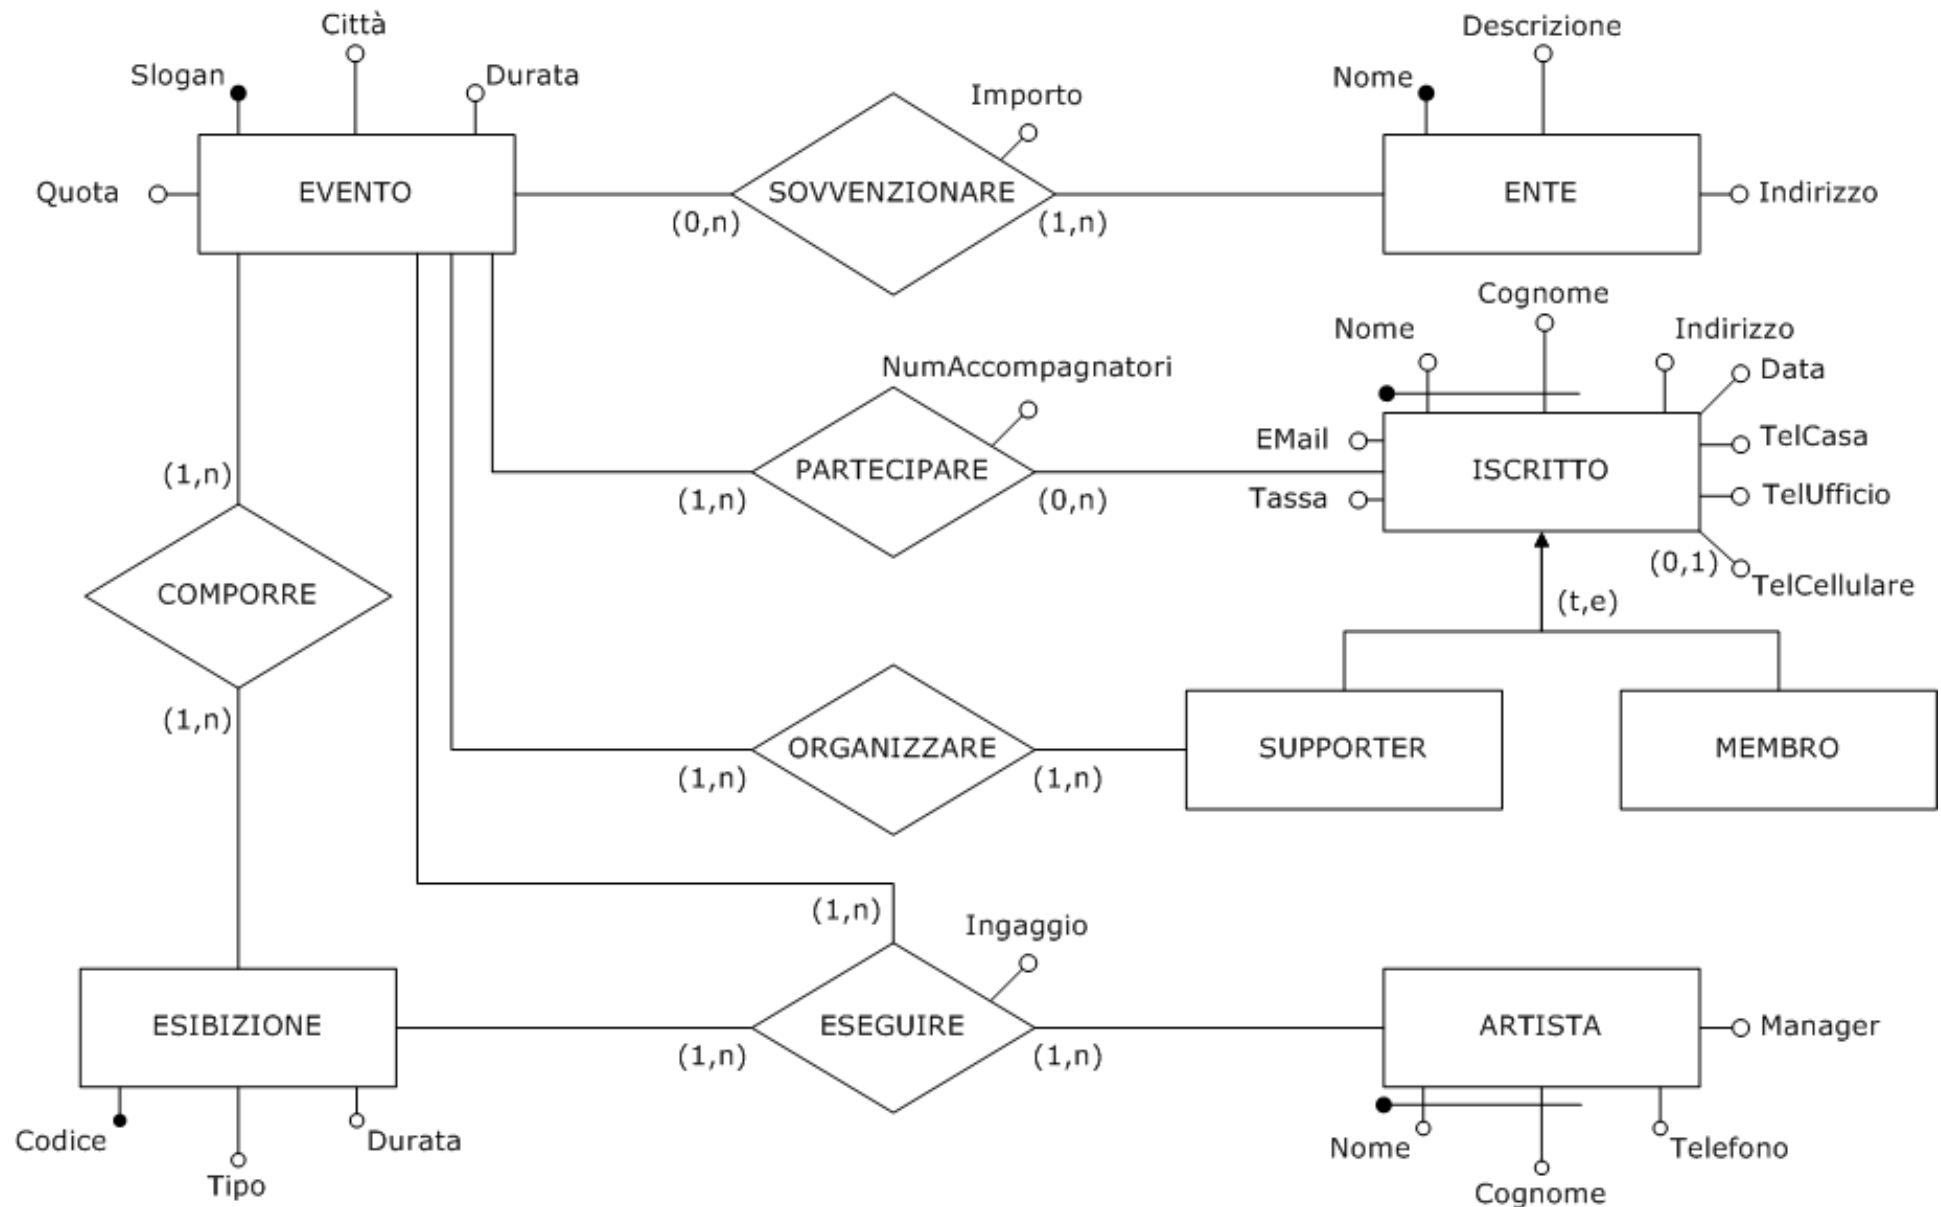 Città
Descrizione
Slogan
Durata
Nome
Importo
Quota
EVENTO
SOVVENZIONARE
ENTE
Indirizzo
(0,n)
(1,n)
Cognome
Nome
Indirizzo
NumAccompagnatori
Data
EMail
TelCasa
(1,n)
PARTECIPARE
ISCRITTO
Tassa
TelUfficio
(1,n)
(0,n)
(0,1)
COMPORRE
TelCellulare
(t,e)
(1,n)
ORGANIZZARE
SUPPORTER
MEMBRO
(1,n)
(1,n)
(1,n)
Ingaggio
ESIBIZIONE
ESEGUIRE
ARTISTA
Manager
(1,n)
(1,n)
Codice
Durata
Nome
Telefono
Tipo
Cognome